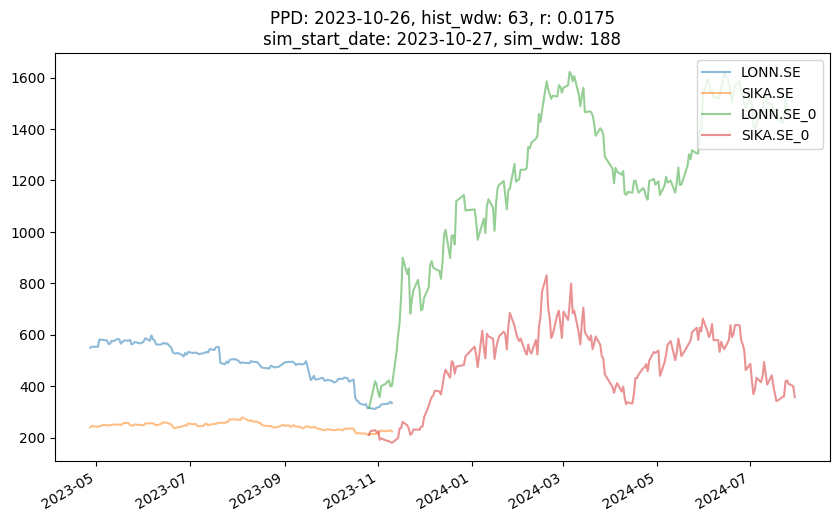 PPD: 2023-10-26, hist_wdw: 63, r: 0.0175
sim_start_date: 2023-10-27, sim_wdw: 188
1600
1400
1200
1000
800
600
400
200
LONN.SE
SIKA.SE
LONN.SE_0
SIKA.SE_0
2023-05
2023-07
2023-09
2023-11
2024-01
2024-03
2024-05
2024-07